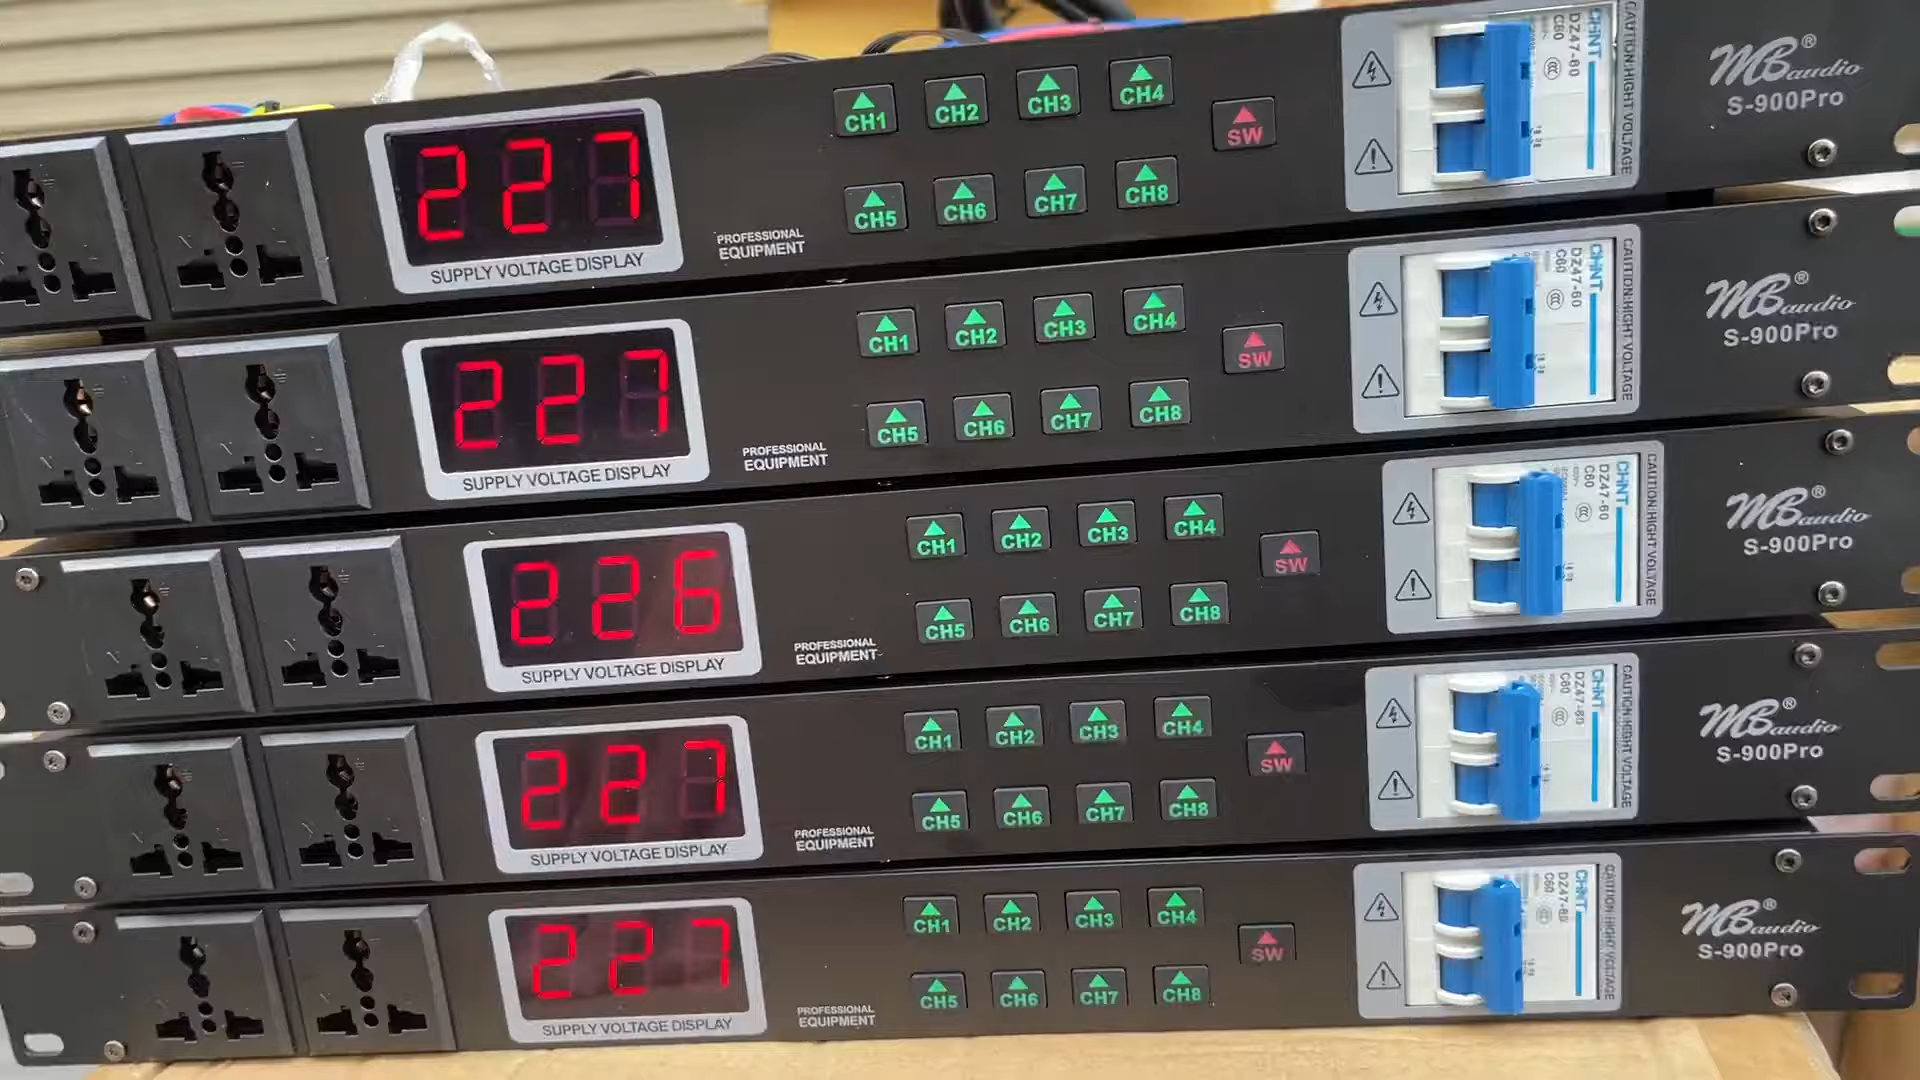 227
SUPPLY VOLTAGE DISPLAY
PROFESSIONAL
EQUIPMENT
CH1 CH2 CH3 CH4
CH5 CH6 CH7 CH8
SW
CHNT
DZ47-60
C60
CAUTION:HIGHT VOLTAGE
MBaudio®
S-900Pro
227
SUPPLY VOLTAGE DISPLAY
PROFESSIONAL
EQUIPMENT
CH1 CH2 CH3 CH4
CH5 CH6 CH7 CH8
SW
CHNT
DZ47-60
C60
CAUTION:HIGHT VOLTAGE
MBaudio®
S-900Pro
226
SUPPLY VOLTAGE DISPLAY
PROFESSIONAL
EQUIPMENT
CH1 CH2 CH3 CH4
CH5 CH6 CH7 CH8
SW
CHNT
DZ47-60
C60
CAUTION:HIGHT VOLTAGE
MBaudio®
S-900Pro
227
SUPPLY VOLTAGE DISPLAY
PROFESSIONAL
EQUIPMENT
CH1 CH2 CH3 CH4
CH5 CH6 CH7 CH8
SW
CHNT
DZ47-60
C60
CAUTION:HIGHT VOLTAGE
MBaudio®
S-900Pro
227
SUPPLY VOLTAGE DISPLAY
PROFESSIONAL
EQUIPMENT
CH1 CH2 CH3 CH4
CH5 CH6 CH7 CH8
SW
CHNT
DZ47-60
C60
CAUTION:HIGHT VOLTAGE
MBaudio®
S-900Pro